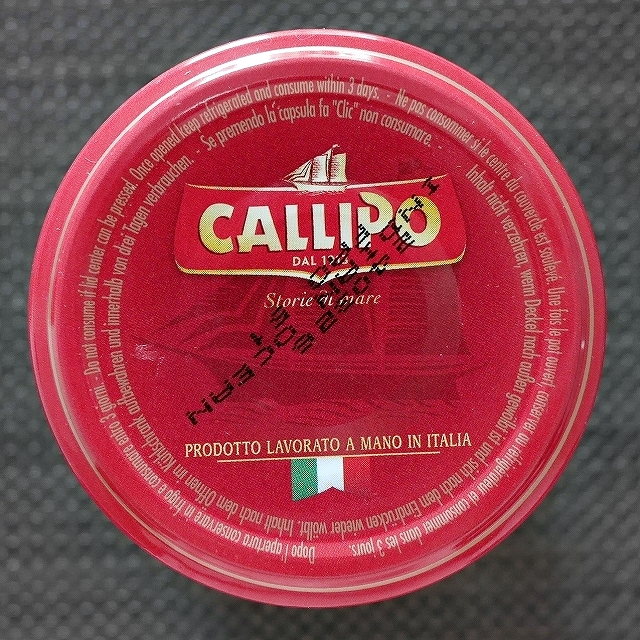 CALLIPO
DAL 1913
Storie di mare
PRODOTTO LAVORATO A MANO IN ITALIA
Dopo l'apertura conservare in frigo e consumare entro 3 giorni. - Do not consume if lid center can be pressed. Once opened keep refrigerated and consume within 3 days. - Ne pas consommer si le centre du couvercle est soulevé. Une fois le pot ouvert, conserver au réfrigérateur et consommer dans les 3 jours.
- Se premendo la capsula fa "Clic" non consumare. -
Inhalt nicht verzehren, wenn Deckel nach außen gewölbt ist und sich nach dem Eindrücken wieder wölbt. Inhalt nach dem Öffnen im Kühlschrank aufbewahren und innerhalb von drei Tagen verbrauchen.